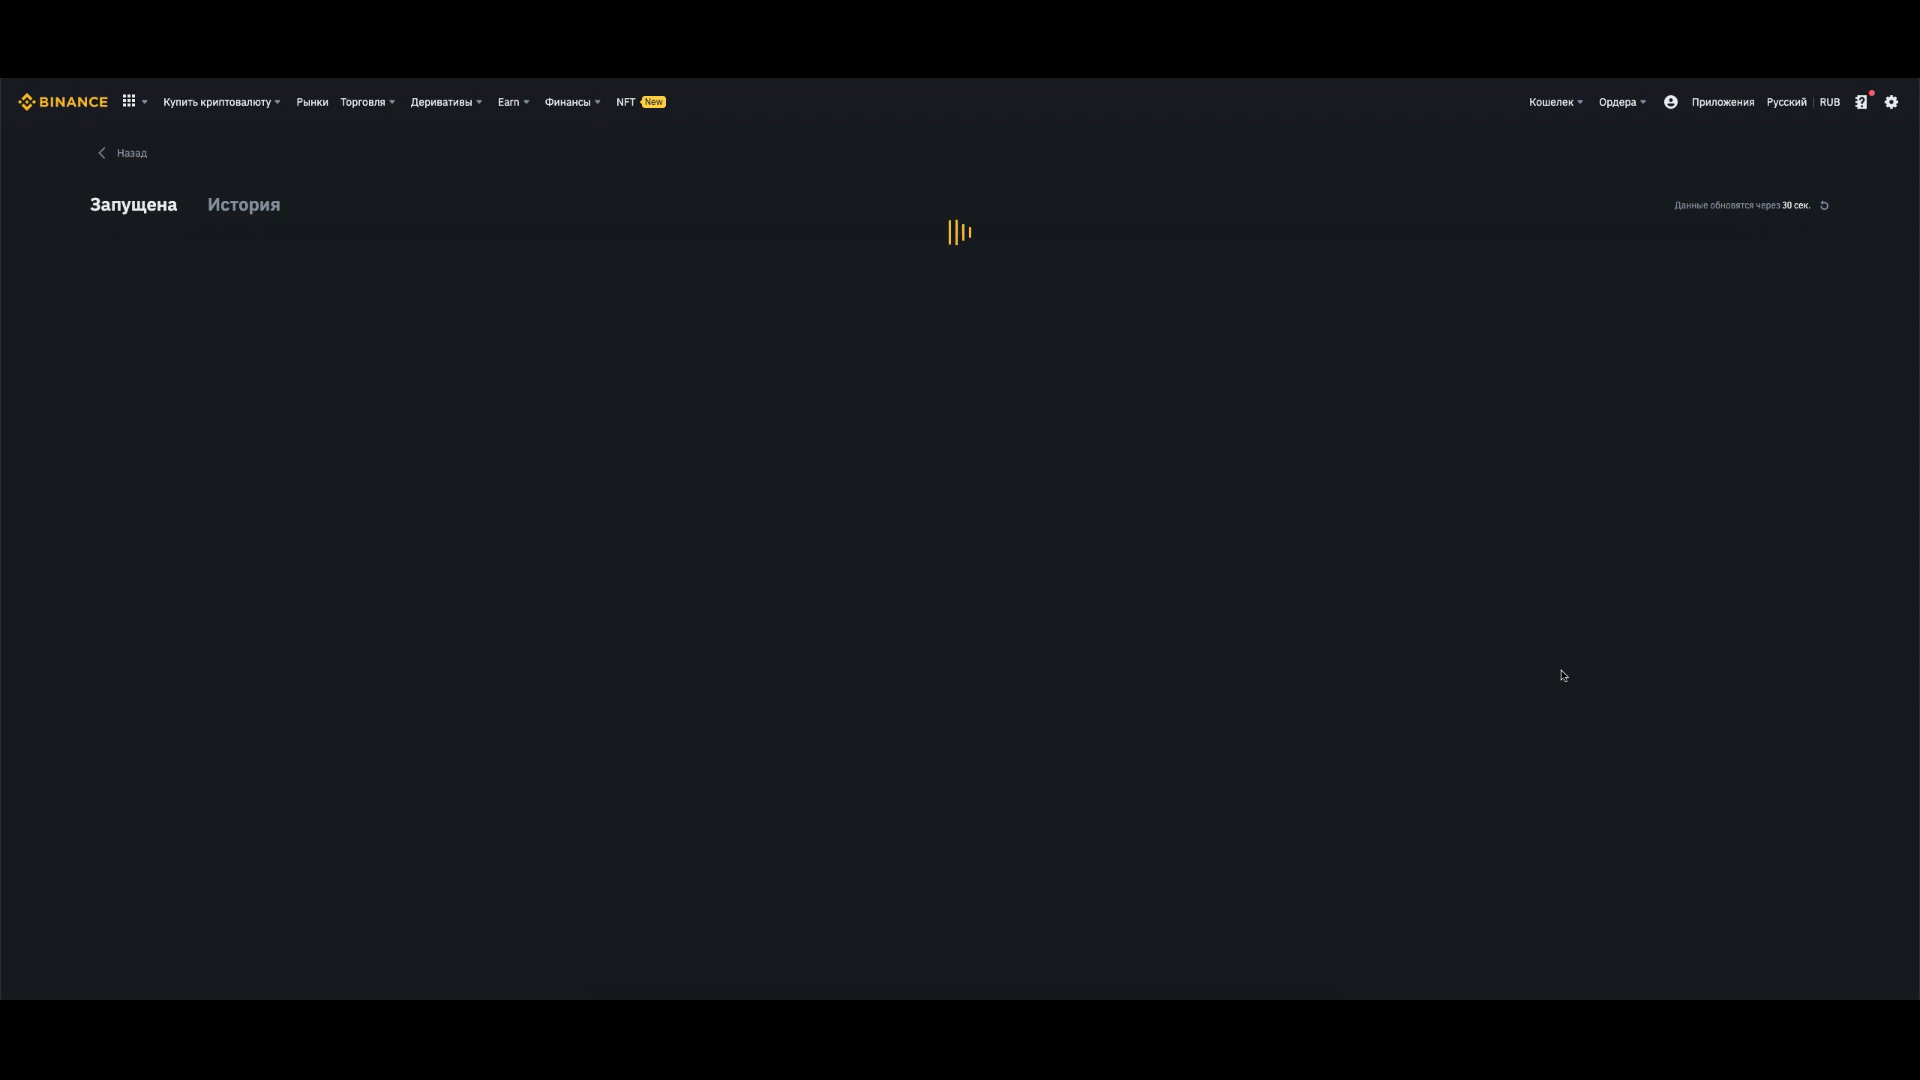 BINANCE Купить криптовалюту Рынки Торговля Деривативы Earn Финансы NFT New Кошелек Ордера Приложения Русский RUB
Назад
Запущена История Данные обновятся через 30 сек.